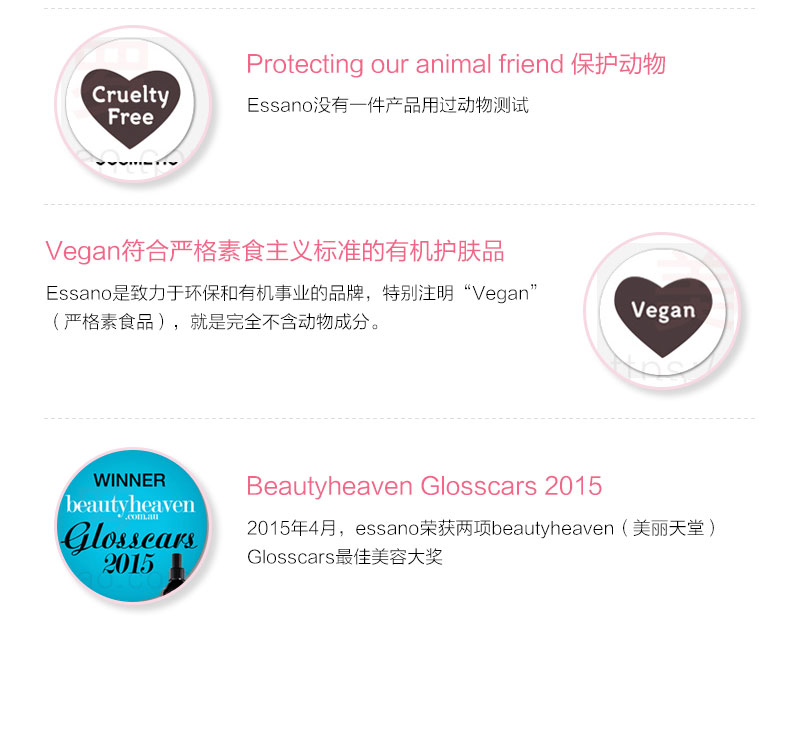 Cruelty
Free
Protecting our animal friend 保护动物
Essano没有一件产品用过动物测试
Vegan符合严格素食主义标准的有机护肤品
Essano是致力于环保和有机事业的品牌，特别注明“Vegan”
（严格素食品），就是完全不含动物成分。
Vegan
WINNER
beautyheaven
.com.au
Glosscars
2015
Beautyheaven Glosscars 2015
2015年4月，essano荣获两项beautyheaven（美丽天堂）
Glosscars最佳美容大奖